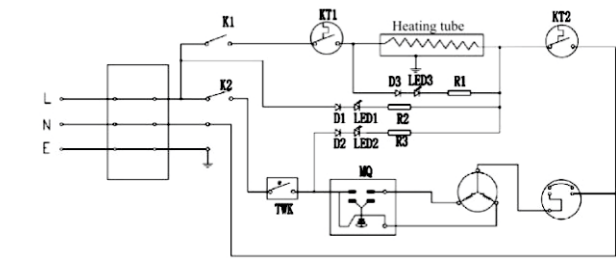 K1
KT1
Heating tube
KT2
L
K2
D3 LED3 R1
N
D1 LED1 R2
E
D2 LED2 R3
TWK
MQ